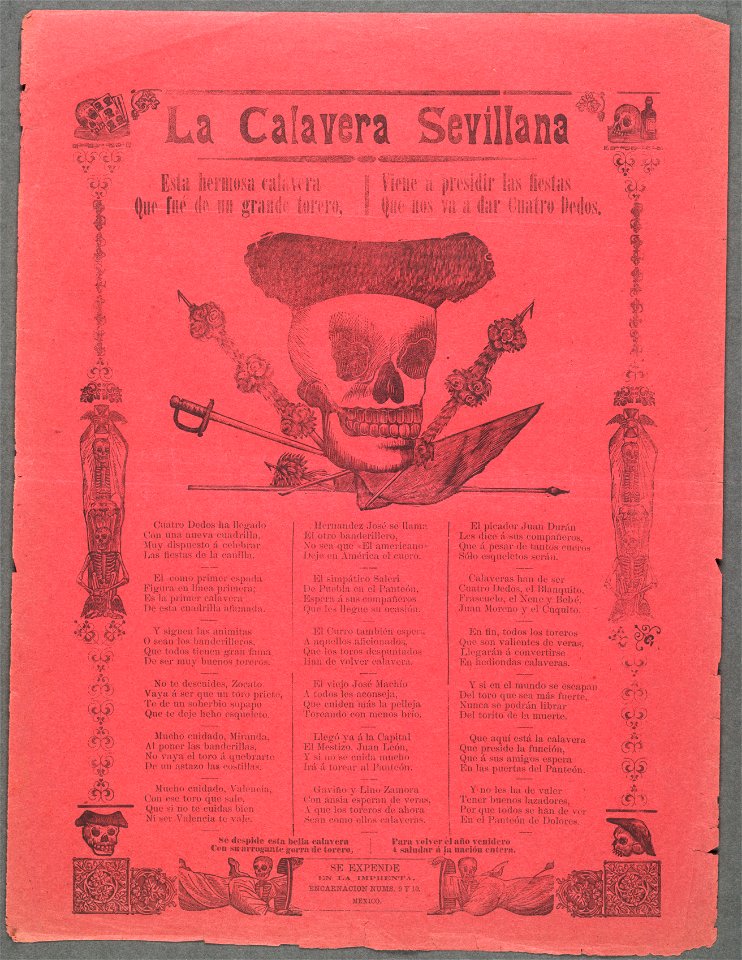 La Calavera Sevillana
Esta hermosa calavera
Que fué de un grande torero,
Viene a presidir las fiestas
Que nos va a dar Cuatro Dedos.
Cuatro Dedos ha llegado
Con una nueva cuadrilla,
Muy dispuesto á celebrar
Las fiestas de la canilla.
El como primer espada
Figura en línea primera;
Es la primer calavera
De esta cuadrilla afamada.
Y siguen las animitas
O sean los banderilleros,
Que todos tienen gran fama
De ser muy buenos toreros.
No te descuides, Zocato
Vaya á ser que un toro prieto,
Te de un soberbio sopapo
Que te deje hcho esqueleto.
Mucho cuidado, Miranda,
Al poner las banderillas,
No vaya el toro á quebrarte
De un astazo las costillas.
Mucho cuidado, Valencia,
Con ese toro que sale,
Que si no te cuidas bien
Ni ser Valencia te vale.
Hernandez José se llama
El otro banderillero,
No sea que «El americano»
Deje en América el cuero.
El simpático Saleri
De Puebla en el Panteón,
Espera á sus compañeros
Que les llegue su ocasión.
El Curro también espera
A aquellos aficionados,
Que los toros despuntados
Han de volver calavera.
El viejo José Machío
A todos les aconseja,
Que cuiden más la pelleja
Toreando con menos brío.
Llegó ya á la Capital
El Mestizo, Juan León,
Y si no se cuida mucho
Irá á torear al Panteón.
Gaviño y Lino Zamora
Con ansia esperan de veras,
A que los toreros de ahora
Sean como ellos calaveras.
El picador Juan Durán
Les dice á sus compañeros,
Que á pesar de tantos cueros
Sólo esqueletos serán.
Calaveras han de ser
Cuatro Dedos, el Blanquito,
Frascuelo, el Nene y Bebé,
Juan Moreno y el Cuquito.
En fin, todos los toreros
Que son valientes de veras,
Llegarán á convertirse
En hediondas calaveras.
Y si en el mundo se escapan
Del toro que sea más fuerte,
Nunca se podrán librar
Del torito de la muerte.
Que aquí está la calavera
Que preside la función,
Que á sus amigos espera
En las puertas del Panteón.
Y no les ha de valer
Tener buenos lazadores,
Por que todos se han de ver
En el Panteón de Dolores.
Se despide esta bella calavera
Con su arrogante gorra de torero,
Para volver el año venidero
A saludar á la nación entera.
SE EXPENDE
EN LA IMPRENTA,
ENCARNACION NUMS. 9 Y 10.
MEXICO.